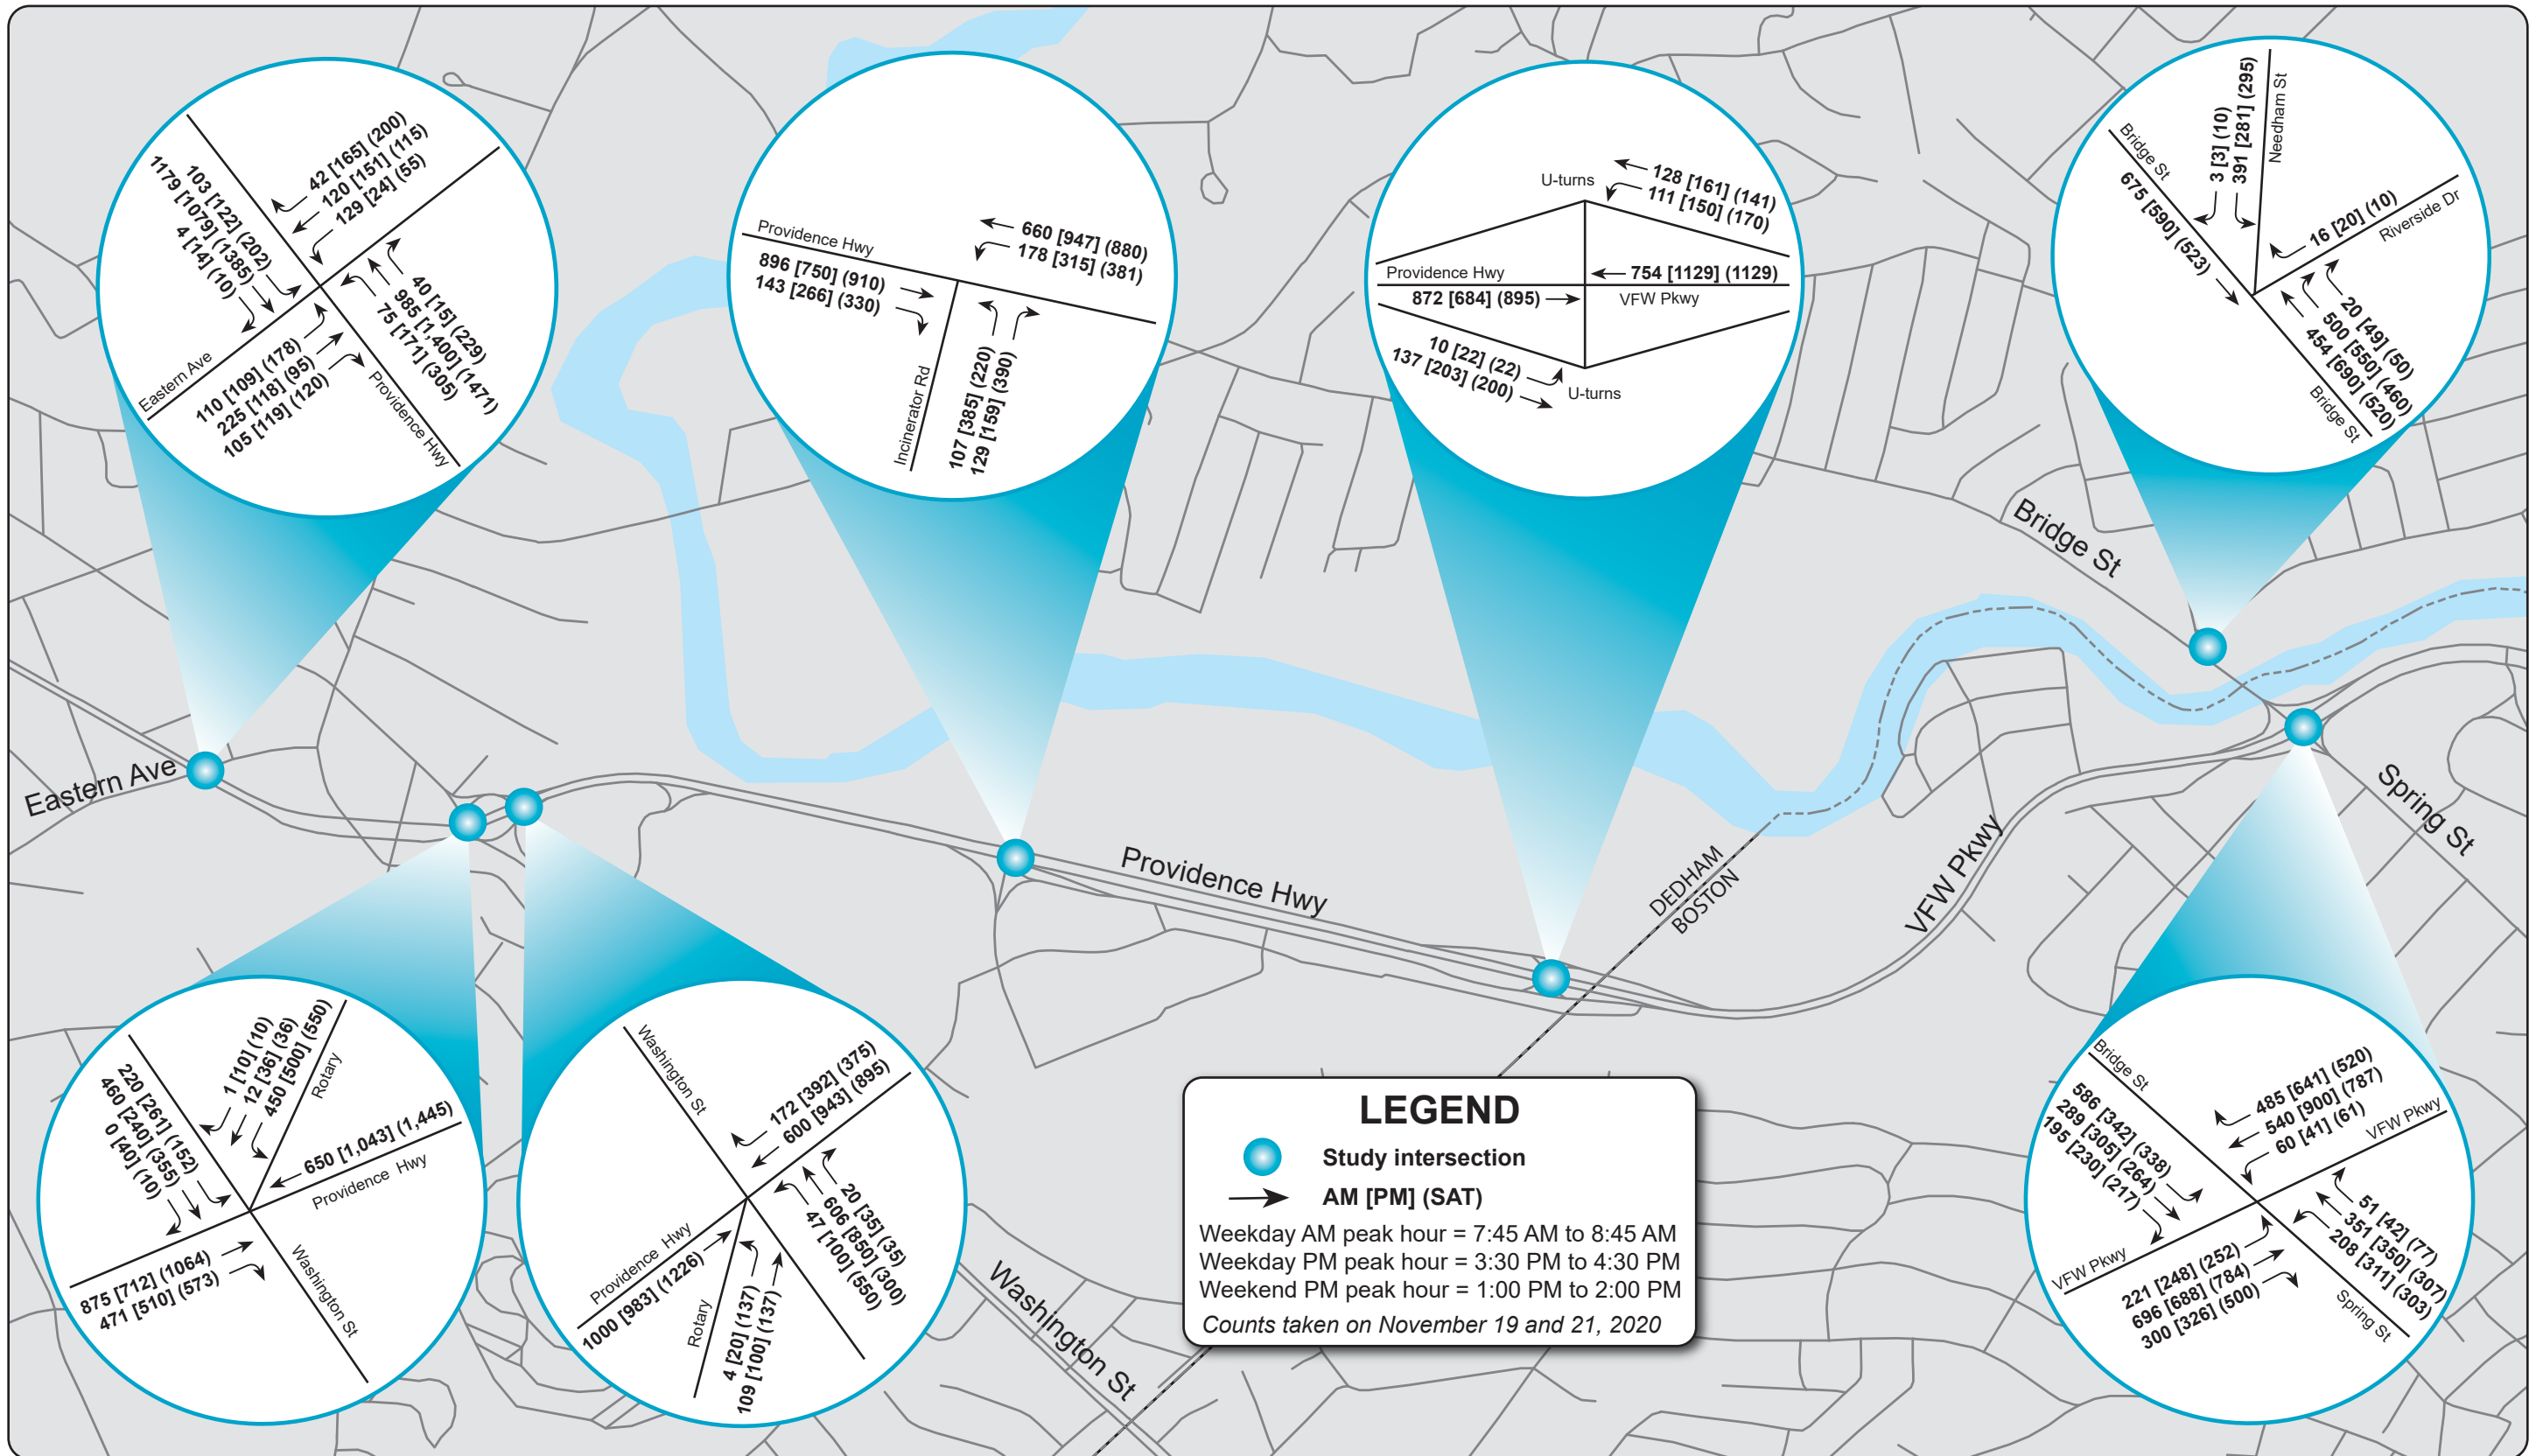 42 [165] (200)
120 [151] (115)
129 [24] (55)
103 [122] (202)
1179 [1079] (1385)
4 [14] (10)
40 [15] (229)
985 [1,400] (1471)
75 [171] (305)
110 [109] (178)
225 [118] (95)
105 [119] (120)
Eastern Ave
Providence Hwy
Providence Hwy
660 [947] (880)
178 [315] (381)
896 [750] (910)
143 [266] (330)
Incinerator Rd
107 [385] (220)
129 [159] (390)
U-turns
128 [161] (141)
111 [150] (170)
Providence Hwy
754 [1129] (1129)
872 [684] (895)
VFW Pkwy
10 [22] (22)
137 [203] (200)
U-turns
Bridge St
3 [3] (10)
391 [281] (295)
Needham St
675 [590] (523)
16 [20] (10)
Riverside Dr
20 [49] (50)
500 [550] (460)
454 [690] (520)
Bridge St
Bridge St
Eastern Ave
Providence Hwy
DEDHAM
BOSTON
VFW Pkwy
Spring St
Washington St
1 [10] (10)
12 [36] (36)
450 [500] (550)
Rotary
220 [261] (152)
460 [240] (355)
0 [40] (10)
650 [1,043] (1,445)
Providence Hwy
875 [712] (1064)
471 [510] (573)
Washington St
Washington St
172 [392] (375)
600 [943] (895)
20 [35] (35)
606 [850] (300)
47 [100] (550)
Providence Hwy
1000 [983] (1226)
Rotary
4 [20] (137)
109 [100] (137)
LEGEND
Study intersection
AM [PM] (SAT)
Weekday AM peak hour = 7:45 AM to 8:45 AM
Weekday PM peak hour = 3:30 PM to 4:30 PM
Weekend PM peak hour = 1:00 PM to 2:00 PM
Counts taken on November 19 and 21, 2020
Bridge St
485 [641] (520)
540 [900] (787)
60 [41] (61)
VFW Pkwy
586 [342] (338)
289 [305] (264)
195 [230] (217)
51 [42] (77)
351 [350] (307)
208 [311] (303)
VFW Pkwy
221 [248] (252)
696 [688] (784)
300 [326] (500)
Spring St